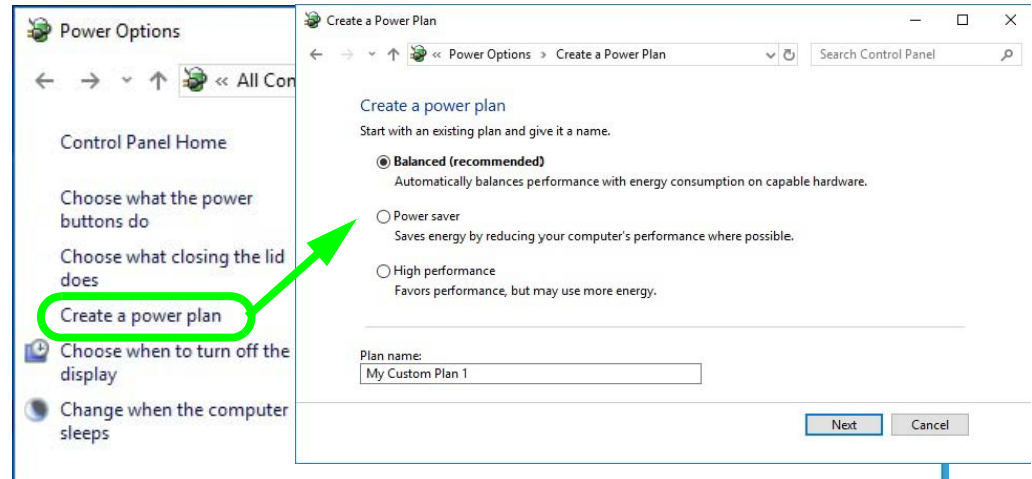 Power Options
« All Con
Control Panel Home
Choose what the power
buttons do
Choose what closing the lid
does
Create a power plan
Choose when to turn off the
display
Change when the computer
sleeps
Create a Power Plan
« Power Options > Create a Power Plan
Search Control Panel
Create a power plan
Start with an existing plan and give it a name.
Balanced (recommended)
Automatically balances performance with energy consumption on capable hardware.
Power saver
Saves energy by reducing your computer's performance where possible.
High performance
Favors performance, but may use more energy.
Plan name:
My Custom Plan 1
Next
Cancel